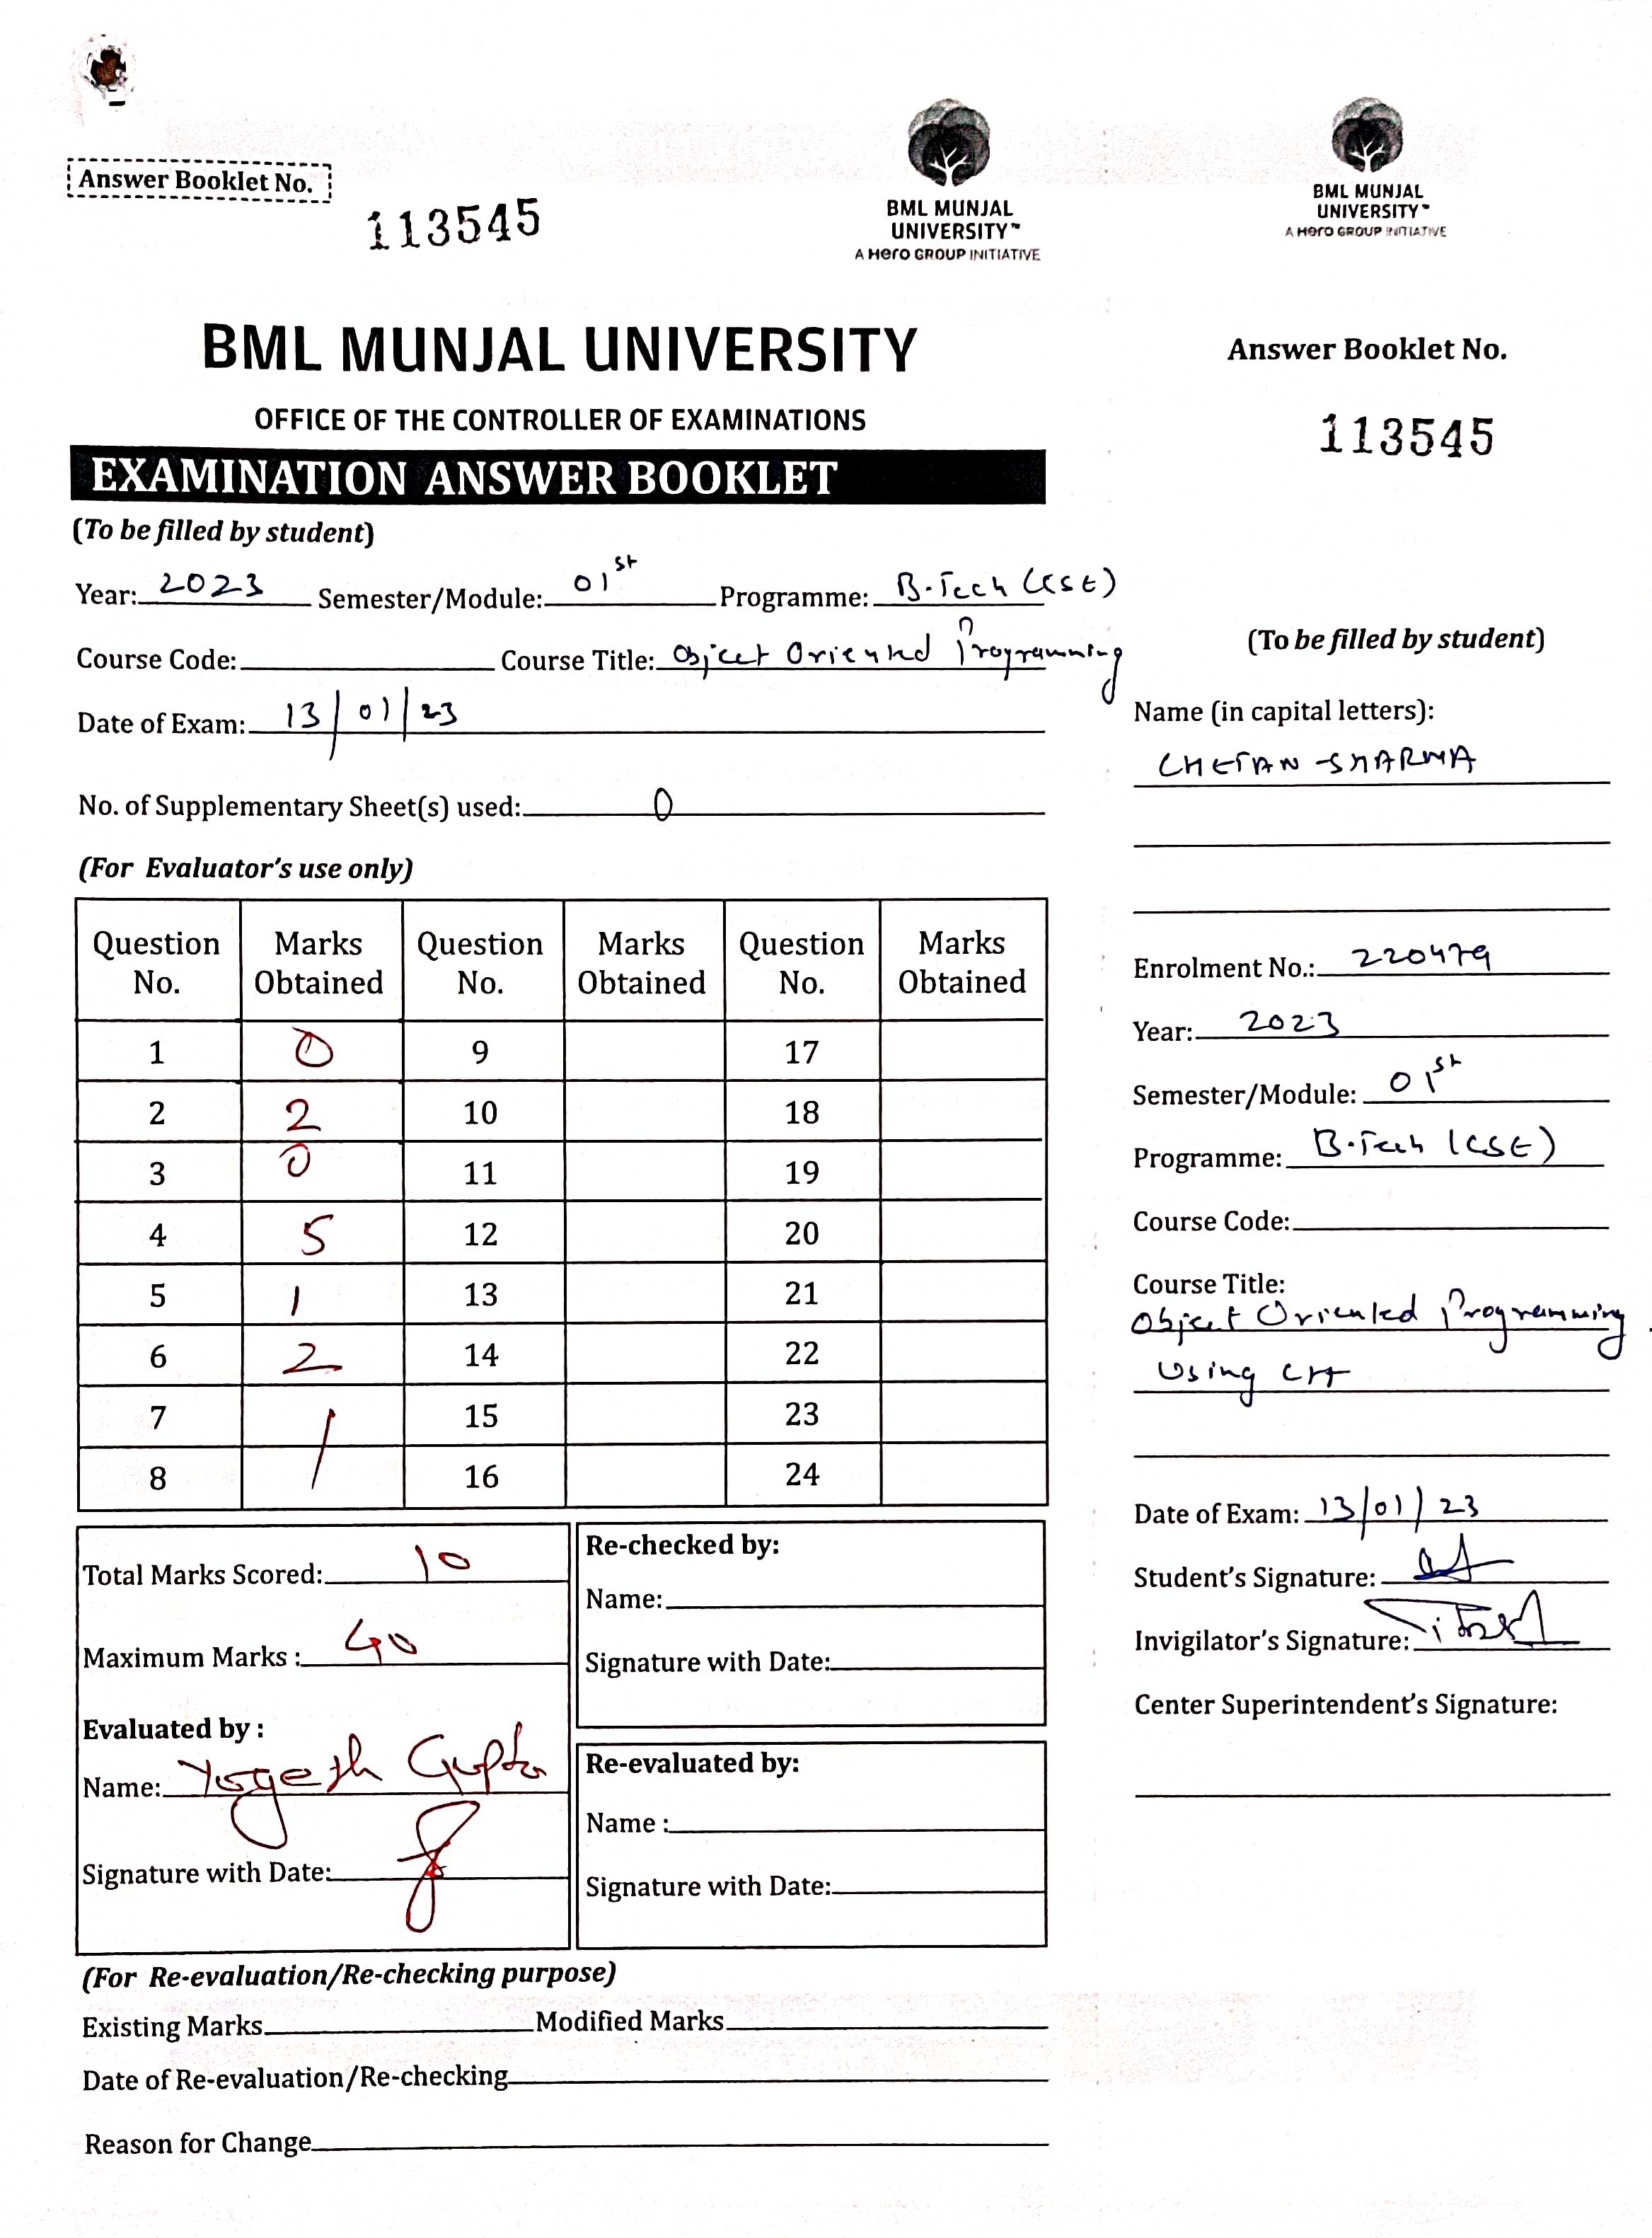 Answer Booklet No.
113545
BML MUNJAL
UNIVERSITY™
A Hero GROUP INITIATIVE
BML MUNJAL
UNIVERSITY™
A Hero GROUP INITIATIVE
BML MUNJAL UNIVERSITY
OFFICE OF THE CONTROLLER OF EXAMINATIONS
EXAMINATION ANSWER BOOKLET
(To be filled by student)
Year: 2023 Semester/Module: 01st Programme: B.Tech (CSE)
Course Code: Course Title: Object Oriented Programming
Date of Exam: 13/01/23
No. of Supplementary Sheet(s) used: 0
(For Evaluator's use only)
Question No. Marks Obtained Question No. Marks Obtained Question No. Marks Obtained
1 0 9 17
2 2 10 18
3 0 11 19
4 5 12 20
5 1 13 21
6 2 14 22
7 15 23
8 16 24
Total Marks Scored: 10
Maximum Marks : 40
Evaluated by :
Name: Yogesh Gupta
Signature with Date:
Re-checked by:
Name:
Signature with Date:
Re-evaluated by:
Name :
Signature with Date:
(For Re-evaluation/Re-checking purpose)
Existing Marks Modified Marks
Date of Re-evaluation/Re-checking
Reason for Change
Answer Booklet No.
113545
(To be filled by student)
Name (in capital letters):
CHETAN SHARMA
Enrolment No.: 220479
Year: 2023
Semester/Module: 01st
Programme: B.Tech (CSE)
Course Code:
Course Title:
Object Oriented Programming
Using C++
Date of Exam: 13/01/23
Student's Signature:
Invigilator's Signature:
Center Superintendent's Signature: